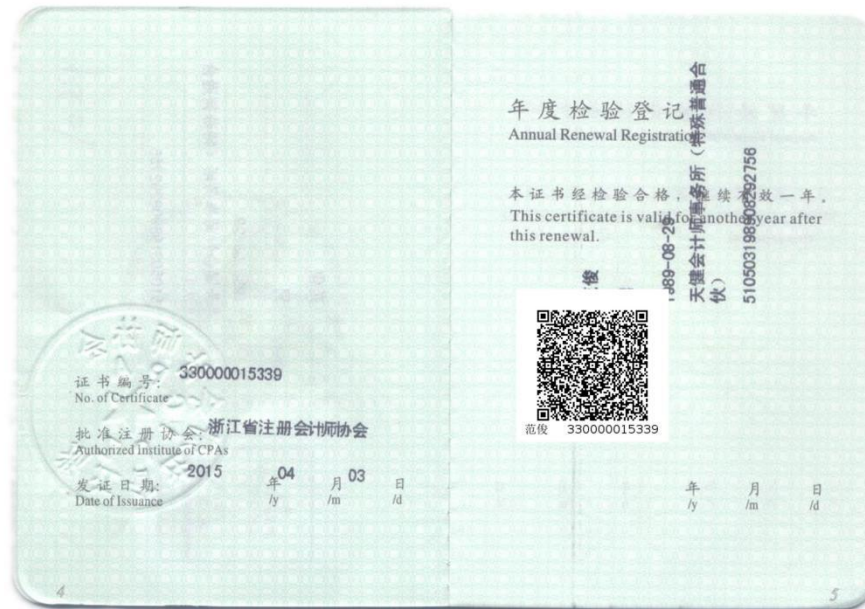 证书编号: 330000015339
No. of Certificate
批准注册协会: 浙江省注册会计师协会
Authorized Institute of CPAs
发证日期: 2015 年 04 月 03 日
Date of Issuance /y /m /d
4
年度检验登记
Annual Renewal Registration
本证书经检验合格，继续有效一年。
This certificate is valid for another year after
this renewal.
俊
989-08-29
天健会计师事务所（特殊普通合
伙）
510503198908292756
范俊 330000015339
年 月 日
/y /m /d
5